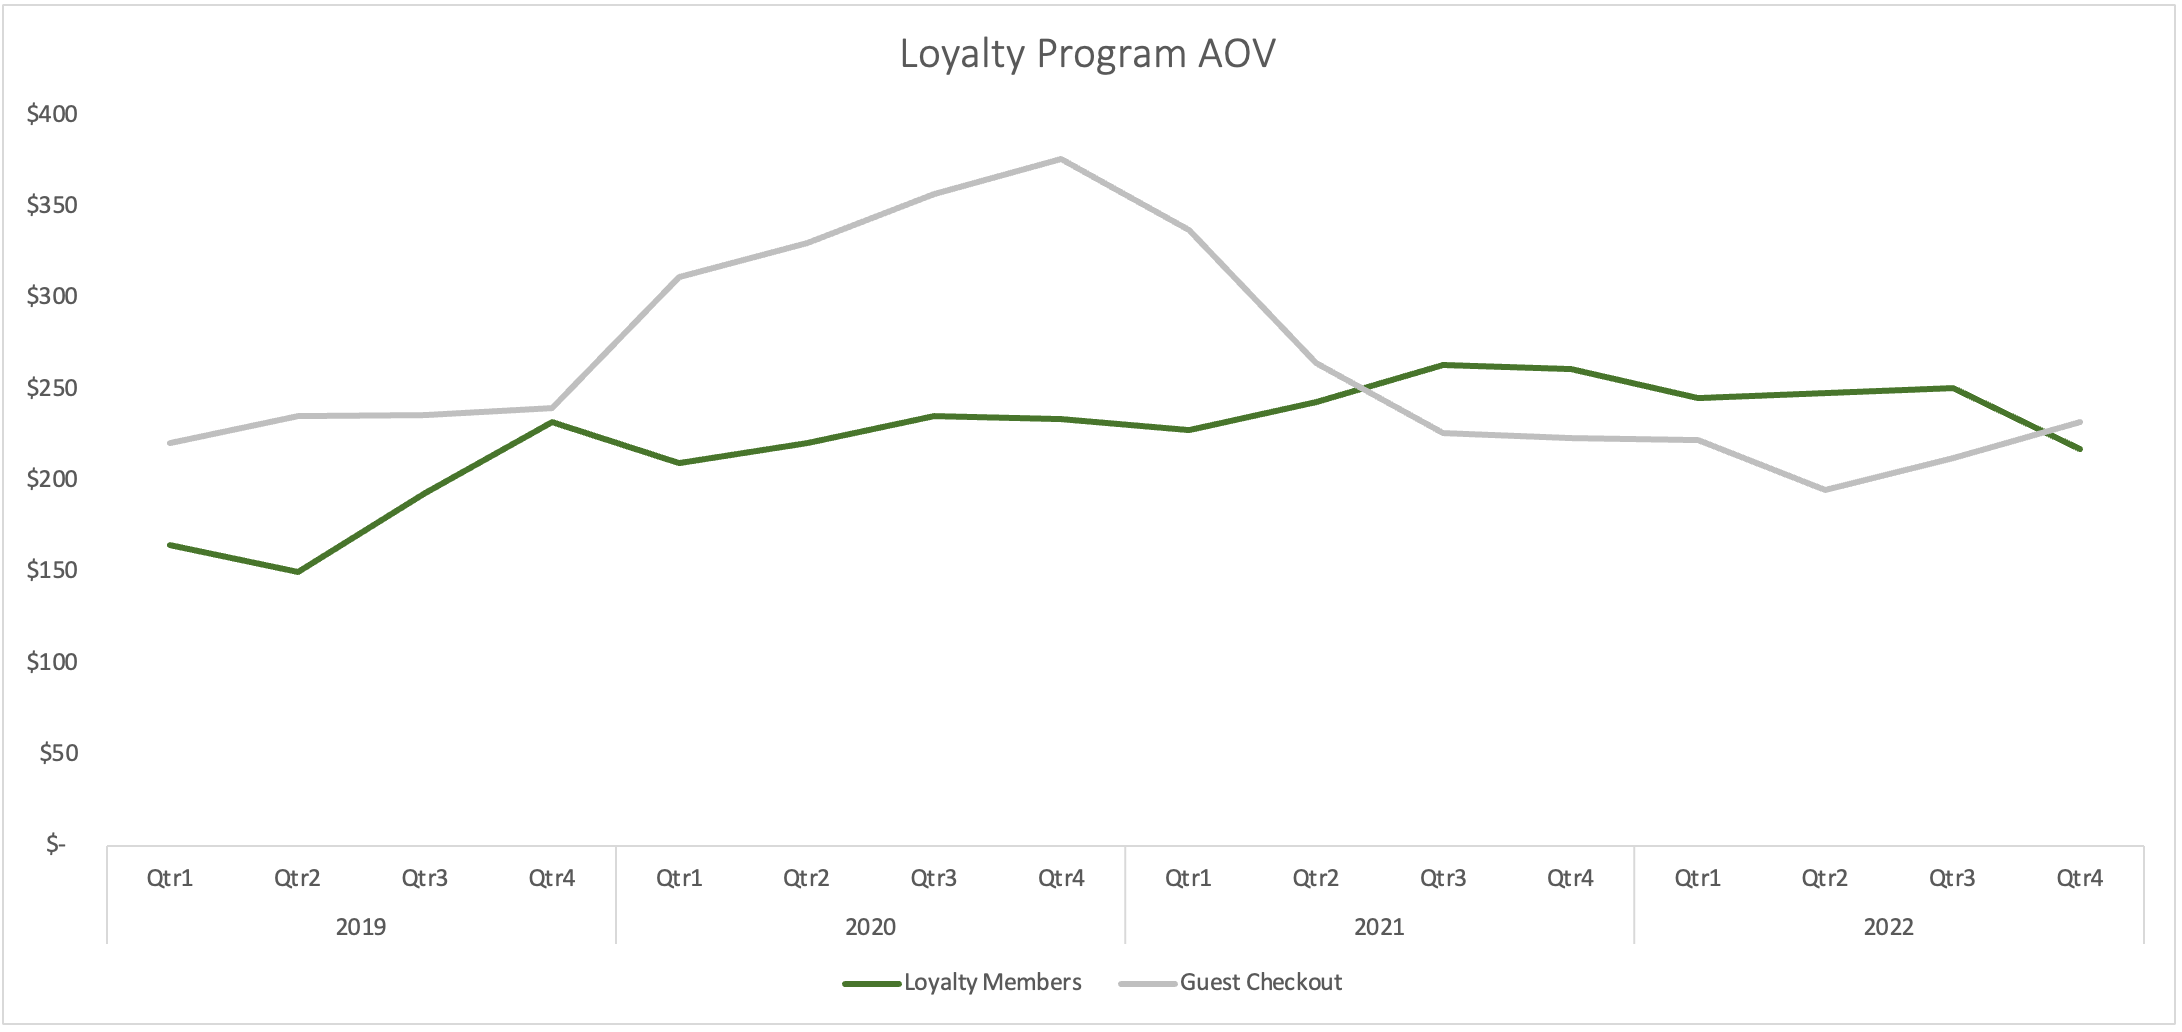 Loyalty Program AOV
$400
$350
$300
$250
$200
$150
$100
$50
$-
Qtr1 Qtr2 Qtr3 Qtr4 Qtr1 Qtr2 Qtr3 Qtr4 Qtr1 Qtr2 Qtr3 Qtr4 Qtr1 Qtr2 Qtr3 Qtr4
2019 2020 2021 2022
Loyalty Members Guest Checkout